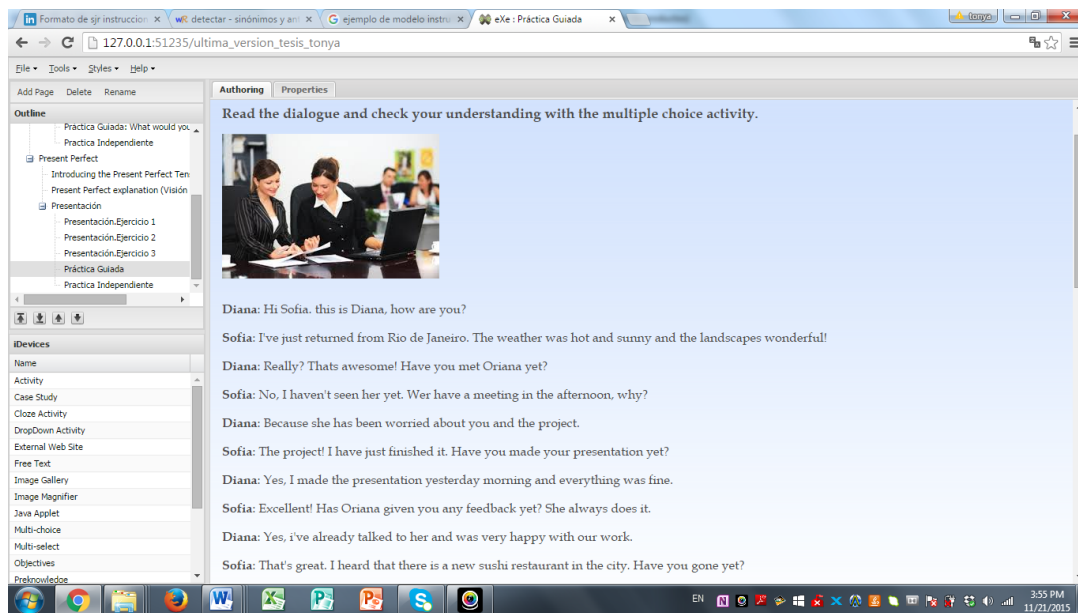 Formato de sjr instruccion
detectar - sinónimos y ant
ejemplo de modelo instru
eXe : Práctica Guiada
tonya
127.0.0.1:51235/ultima_version_tesis_tonya
File Tools Styles Help
Add Page Delete Rename
Outline
Práctica Guiada: What would you
Practica Independiente
Present Perfect
Introducing the Present Perfect Ten
Present Perfect explanation (Visión
Presentación
Presentación.Ejercicio 1
Presentación.Ejercicio 2
Presentación.Ejercicio 3
Práctica Guiada
Practica Independiente
iDevices
Name
Activity
Case Study
Cloze Activity
DropDown Activity
External Web Site
Free Text
Image Gallery
Image Magnifier
Java Applet
Multi-choice
Multi-select
Objectives
Preknowledge
Authoring Properties
Read the dialogue and check your understanding with the multiple choice activity.
Diana: Hi Sofia. this is Diana, how are you?
Sofia: I've just returned from Rio de Janeiro. The weather was hot and sunny and the landscapes wonderful!
Diana: Really? Thats awesome! Have you met Oriana yet?
Sofia: No, I haven't seen her yet. Wer have a meeting in the afternoon, why?
Diana: Because she has been worried about you and the project.
Sofia: The project! I have just finished it. Have you made your presentation yet?
Diana: Yes, I made the presentation yesterday morning and everything was fine.
Sofia: Excellent! Has Oriana given you any feedback yet? She always does it.
Diana: Yes, i've already talked to her and was very happy with our work.
Sofia: That's great. I heard that there is a new sushi restaurant in the city. Have you gone yet?
EN
3:55 PM
11/21/2015